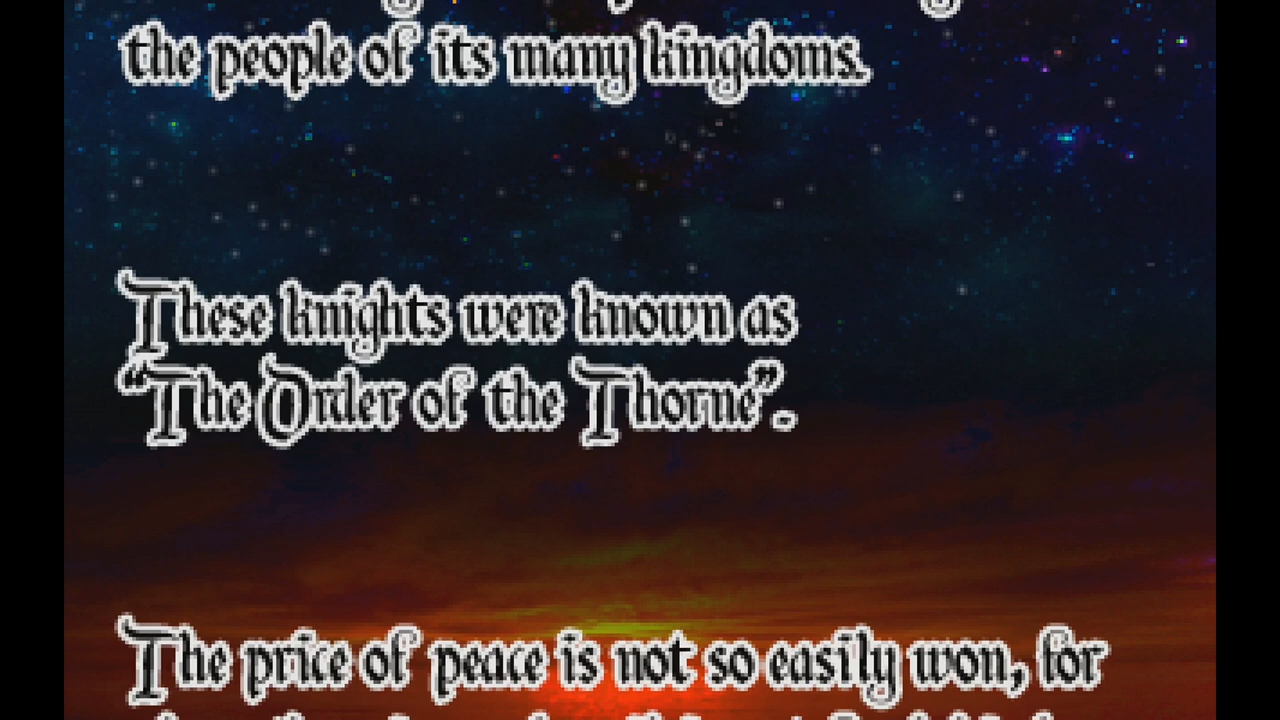 the people of its many kingdoms.
These knights were known as
“The Order of the Thorne”.
The price of peace is not so easily won, for